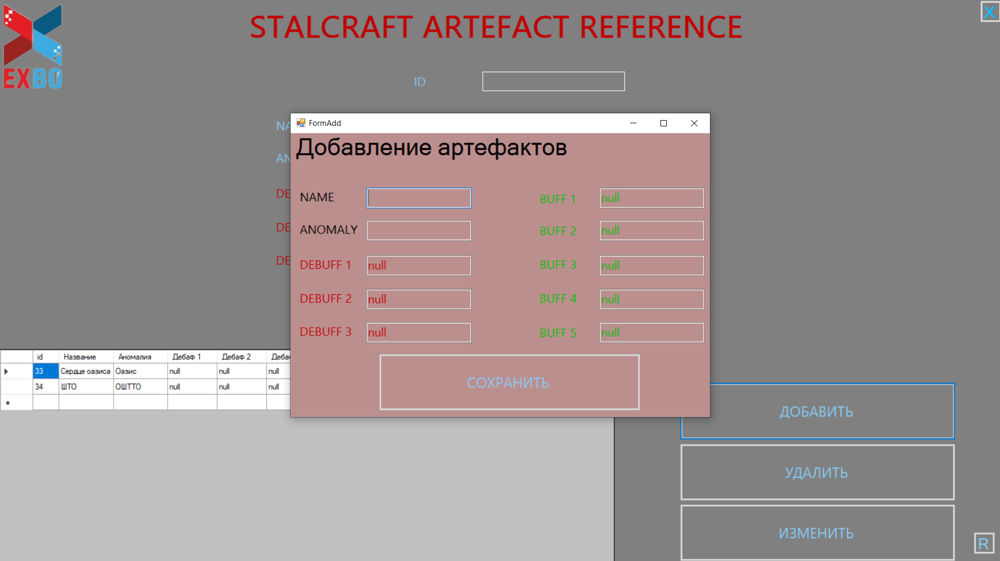 STALCRAFT ARTEFACT REFERENCE
X
EXBO
ID
NA
AN
DE
DE
DE
FormAdd
Добавление артефактов
NAME
BUFF 1 null
ANOMALY
BUFF 2 null
DEBUFF 1 null
BUFF 3 null
DEBUFF 2 null
BUFF 4 null
DEBUFF 3 null
BUFF 5 null
СОХРАНИТЬ
id Название Аномалия Дебаф 1 Дебаф 2 Дебаф
33 Сердце оазиса Оазис null null null
34 ШТО ОШТТО null null null
ДОБАВИТЬ
УДАЛИТЬ
ИЗМЕНИТЬ
R